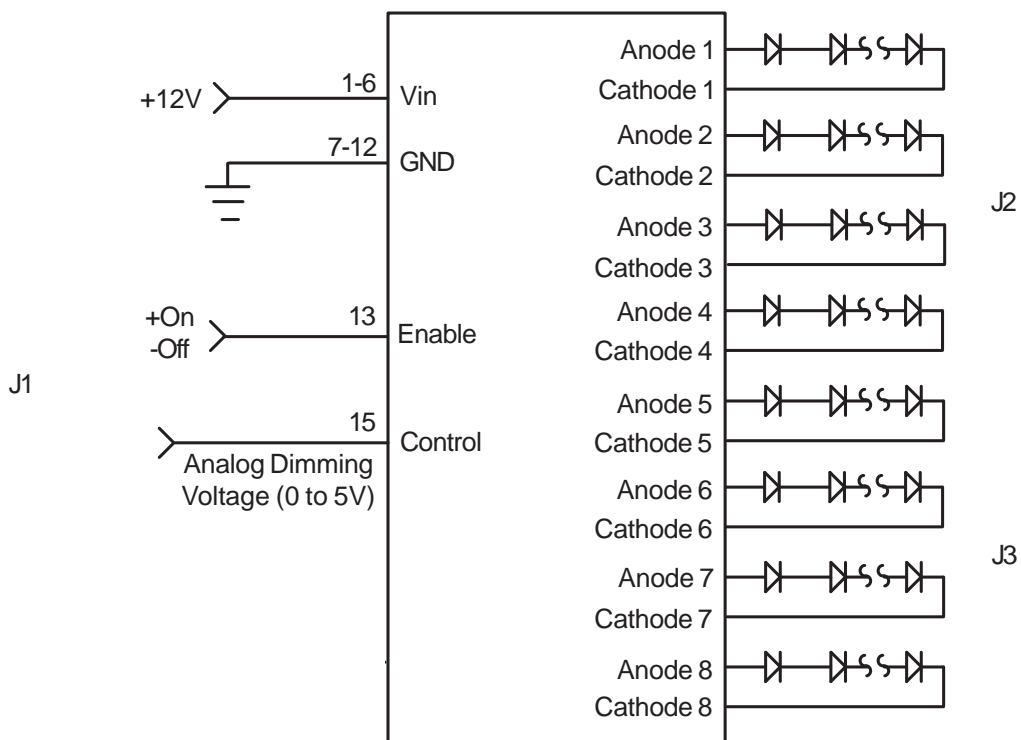 J1
+12V
1-6
Vin
7-12
GND
+On
-Off
13
Enable
15
Control
Analog Dimming
Voltage (0 to 5V)
Anode 1
Cathode 1
Anode 2
Cathode 2
Anode 3
Cathode 3
Anode 4
Cathode 4
Anode 5
Cathode 5
Anode 6
Cathode 6
Anode 7
Cathode 7
Anode 8
Cathode 8
J2
J3